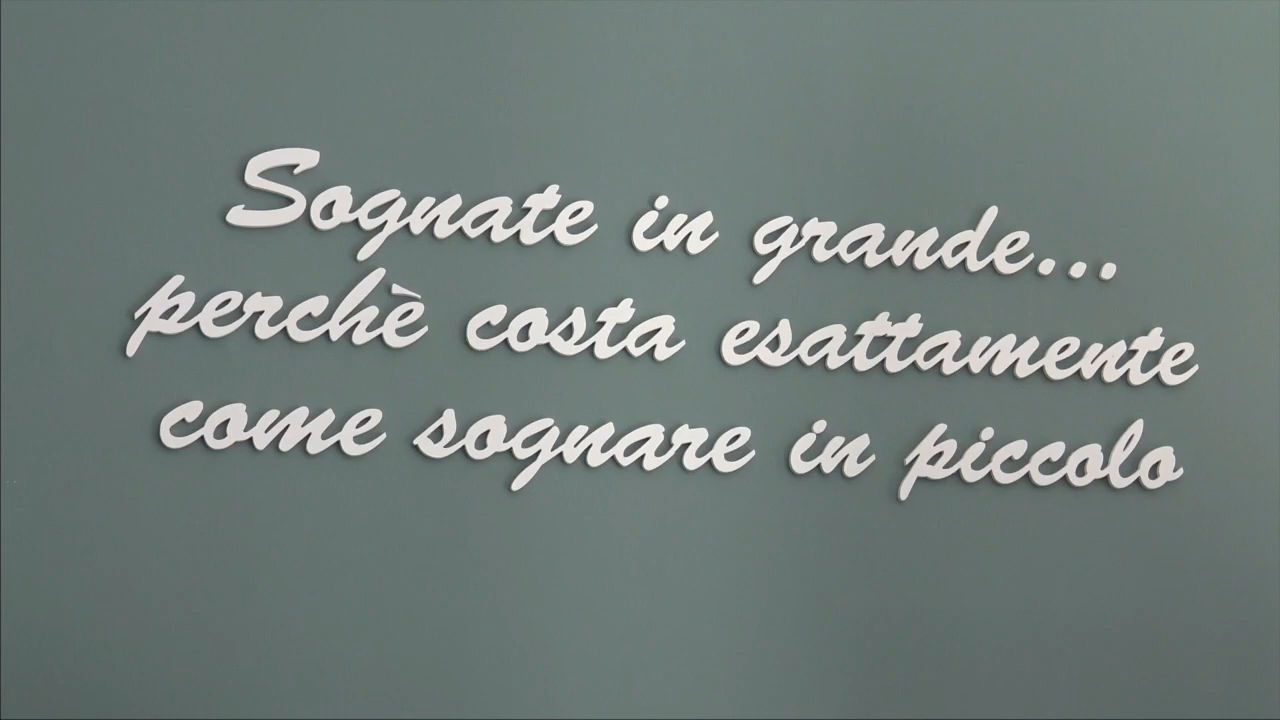 Sognate in grande...
perchè costa esattamente
come sognare in piccolo